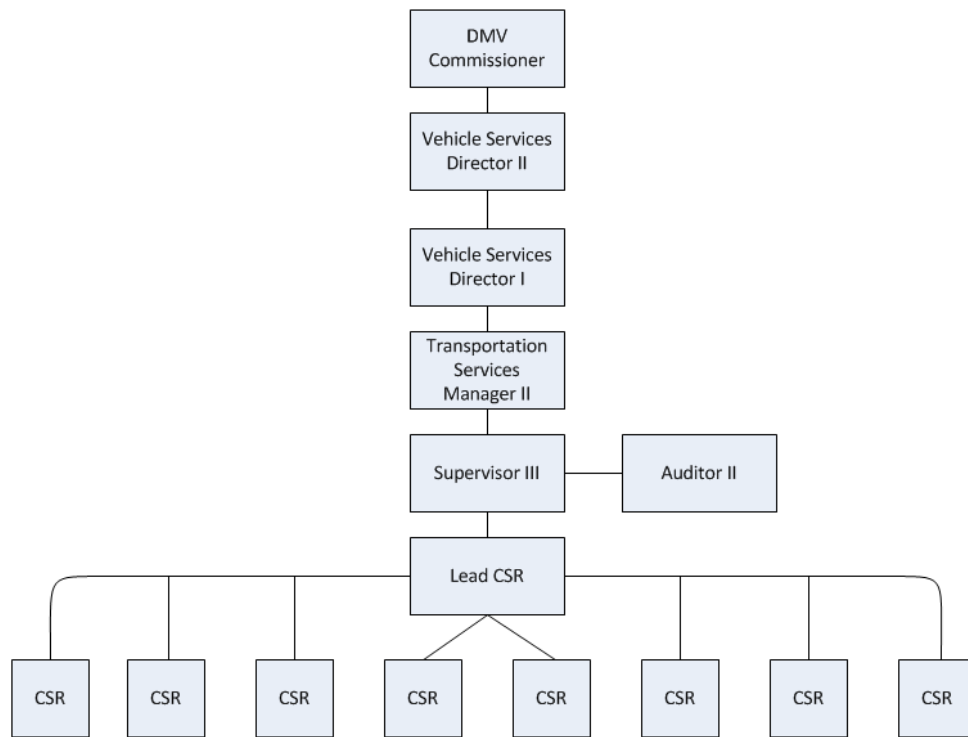 DMV
Commissioner
Vehicle Services
Director II
Vehicle Services
Director I
Transportation
Services
Manager II
Supervisor III
Auditor II
Lead CSR
CSR
CSR
CSR
CSR
CSR
CSR
CSR
CSR